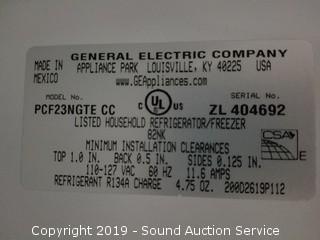 GENERAL ELECTRIC COMPANY
MADE IN MEXICO
APPLIANCE PARK LOUISVILLE, KY 40225 USA
www.GEAppliances.com
MODEL No.
PCF23NGTE CC
UL
SERIAL No.
ZL 404692
LISTED HOUSEHOLD REFRIGERATOR/FREEZER
82NK
MINIMUM INSTALLATION CLEARANCES
TOP 1.0 IN. BACK 0.5 IN. SIDES 0.125 IN.
110-127 VAC 60 HZ 11.6 AMPS
REFRIGERANT R134A CHARGE 4.75 OZ. 200D2619P112
CSA
E
Copyright 2019 - Sound Auction Service